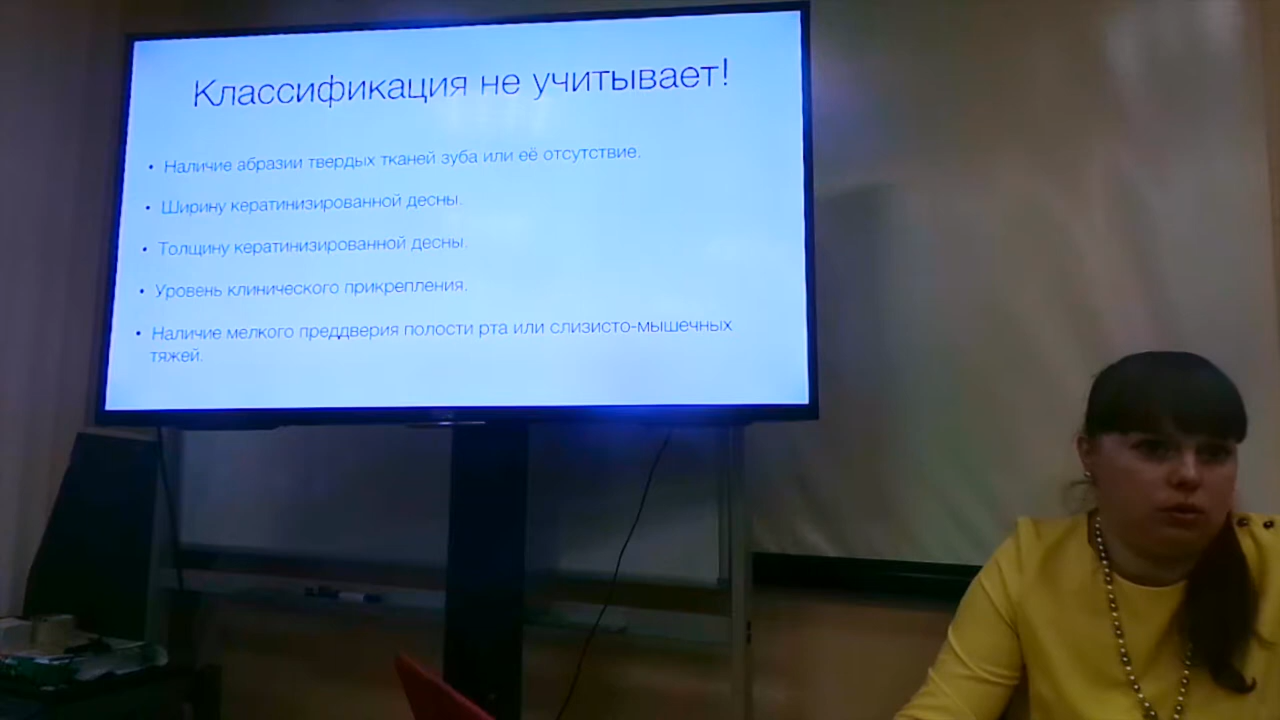 Классификация не учитывает!
• Наличие абразии твердых тканей зуба или её отсутствие.
• Ширину кератинизированной десны.
• Толщину кератинизированной десны.
• Уровень клинического прикрепления.
• Наличие мелкого преддверия полости рта или слизисто-мышечных
тяжей.